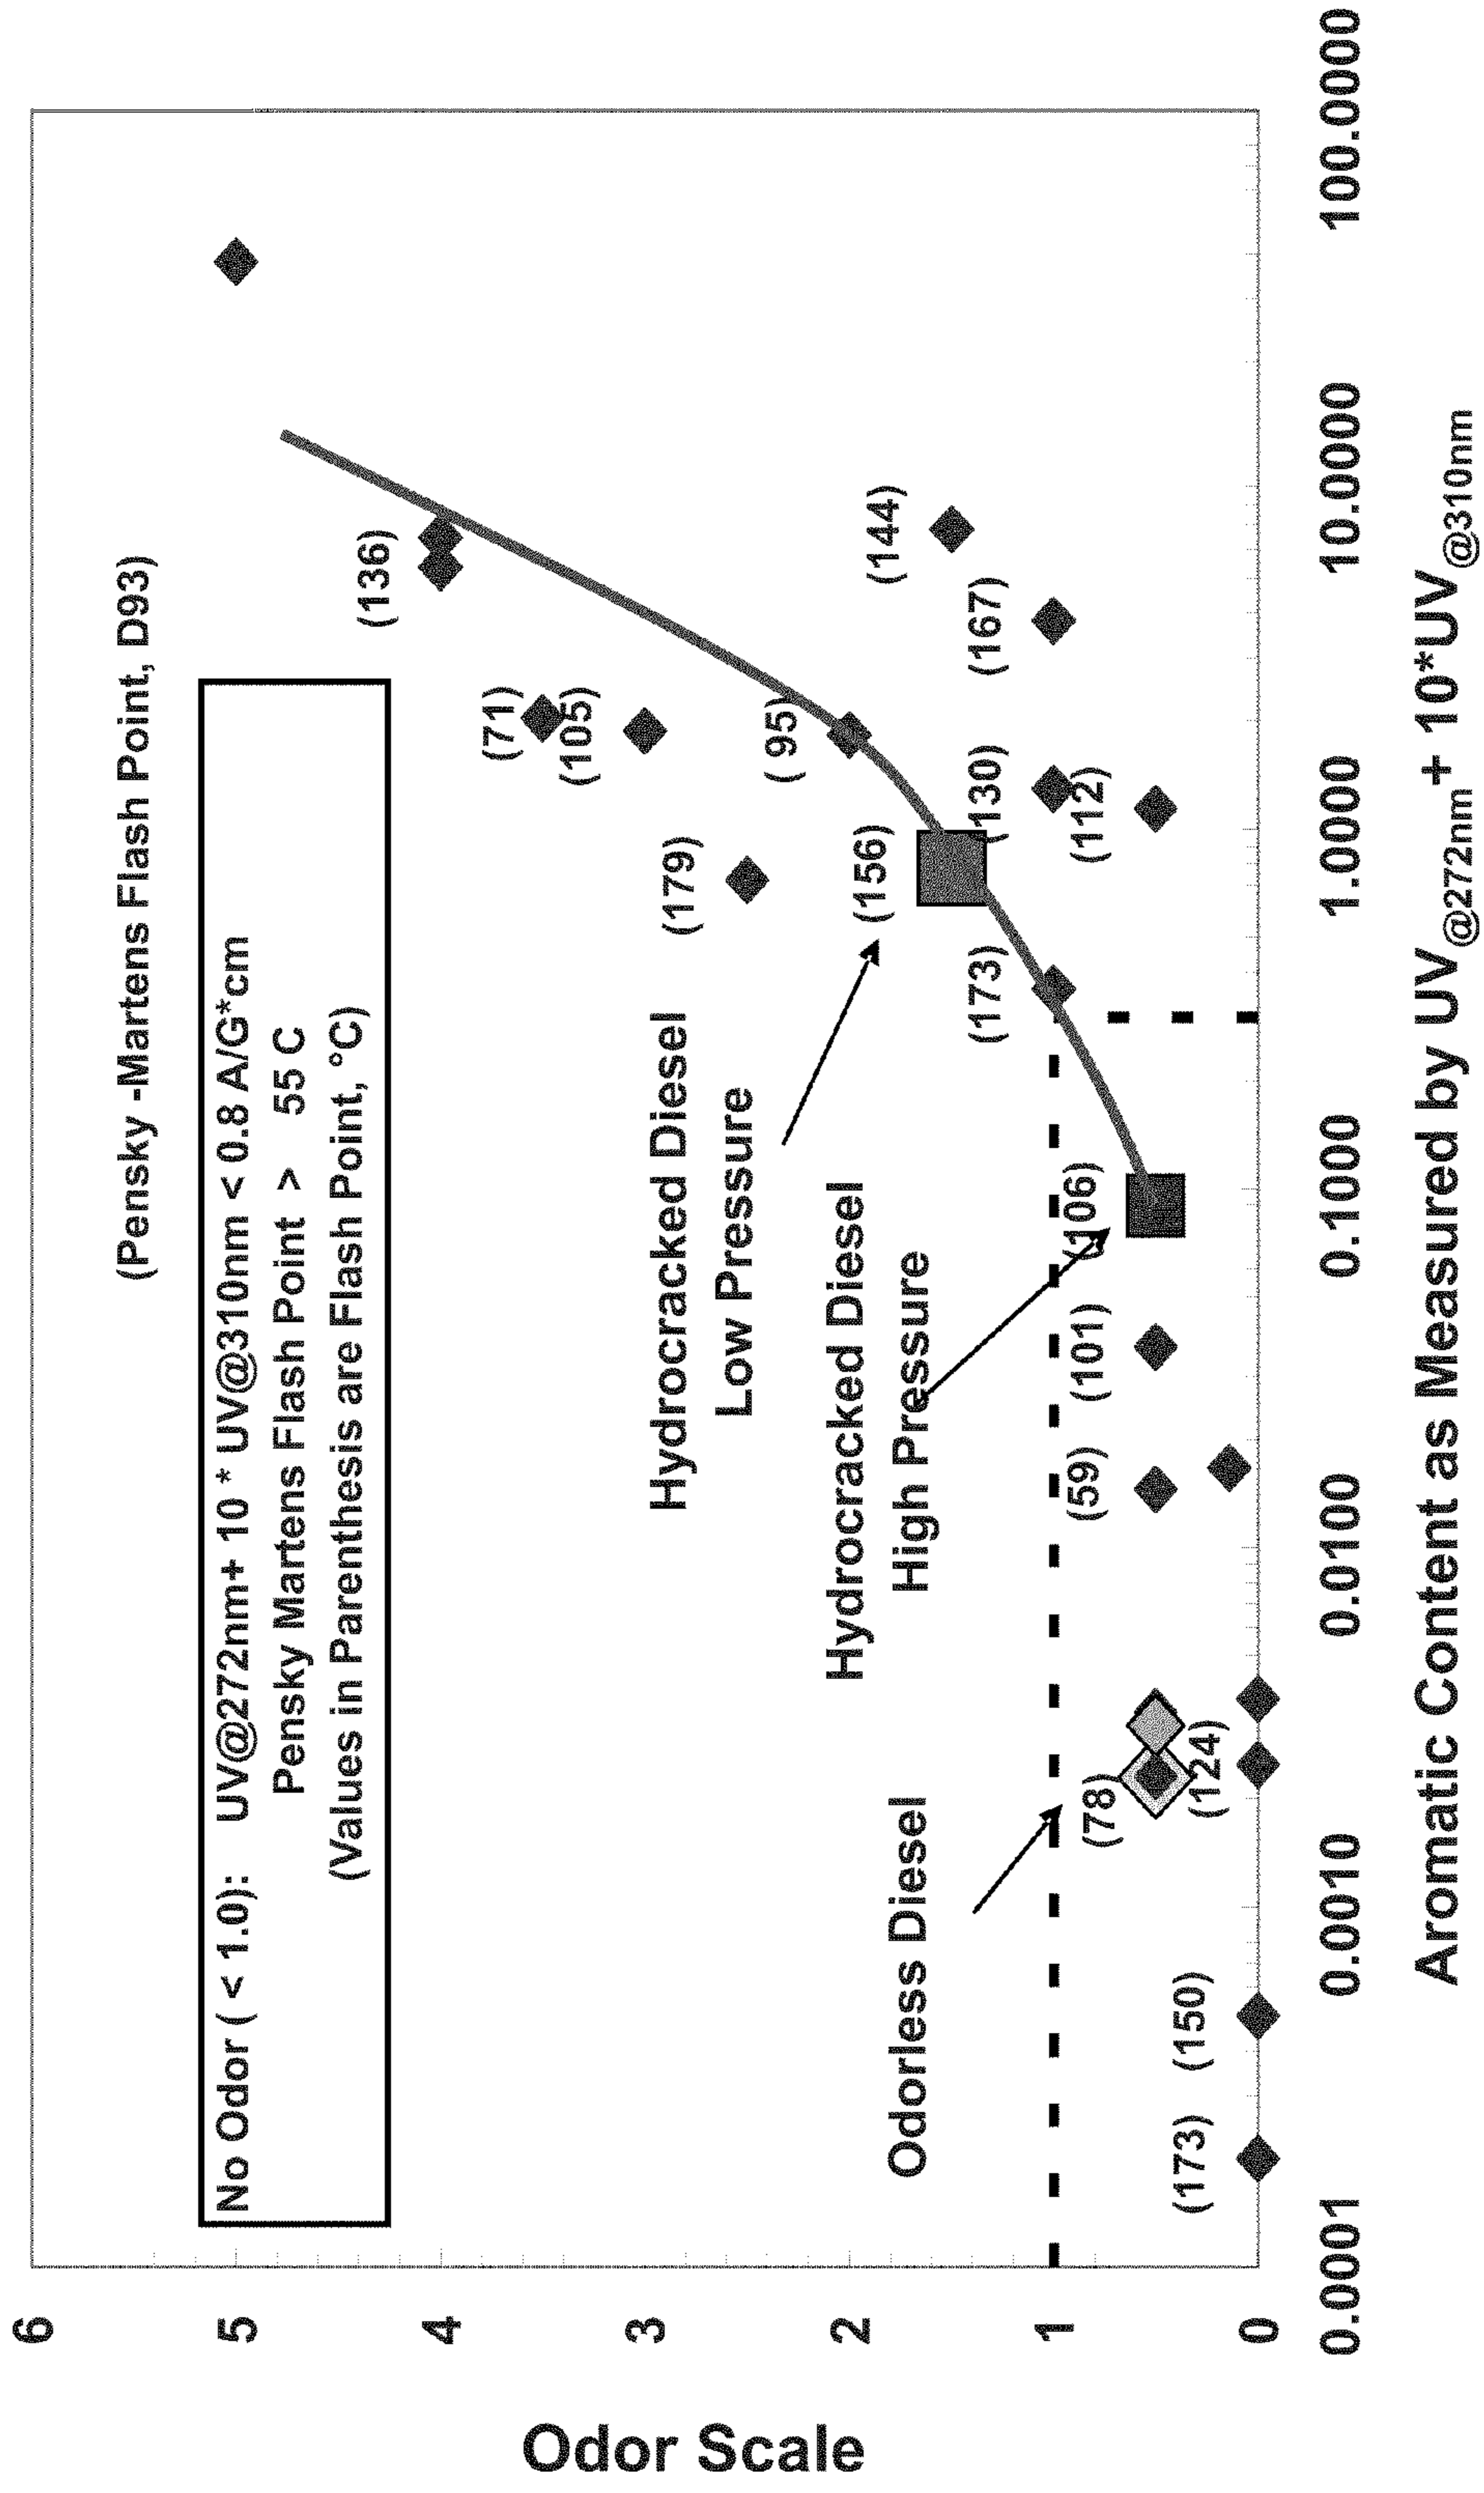 (Pensky -Martens Flash Point, D93)
No Odor ( < 1.0): UV@272nm+ 10 * UV@310nm < 0.8 A/G*cm
Pensky Martens Flash Point > 55 C
(Values in Parenthesis are Flash Point, °C)
Odor Scale
6
5
4
3
2
1
0
(136)
(71)
(105)
(179)
( 95)
(156)
(144)
(167)
(130)
(112)
(173)
Hydrocracked Diesel
Low Pressure
Hydrocracked Diesel
High Pressure
(106)
(101)
(59)
Odorless Diesel
(78)
(124)
(150)
(173)
0.0001
0.0010
0.0100
0.1000
1.0000
10.0000
100.0000
Aromatic Content as Measured by UV@272nm + 10*UV@310nm